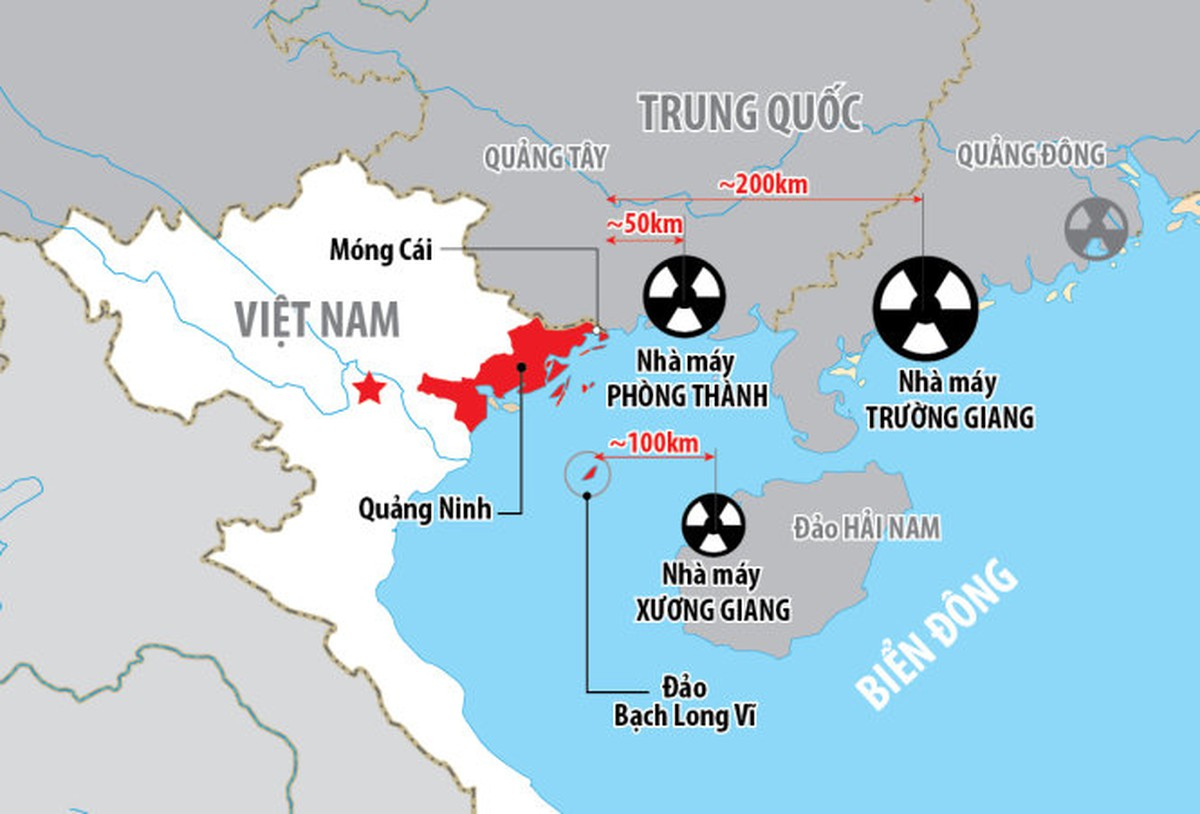 TRUNG QUỐC
QUẢNG TÂY
QUẢNG ĐÔNG
~200km
~50km
Móng Cái
VIỆT NAM
Nhà máy
PHÒNG THÀNH
Nhà máy
TRƯỜNG GIANG
~100km
Quảng Ninh
Đảo HẢI NAM
Nhà máy
XƯƠNG GIANG
BIỂN ĐÔNG
Đảo
Bạch Long Vĩ